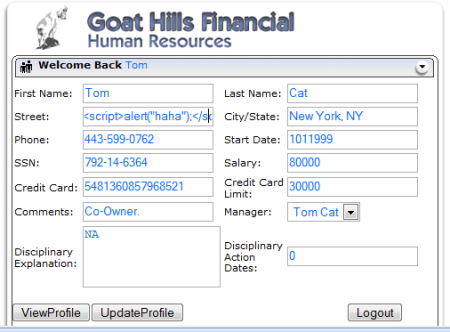 Goat Hills Financial
Human Resources
Welcome Back Tom
First Name: Tom Last Name: Cat
Street: <script>alert("haha");</sc City/State: New York, NY
Phone: 443-599-0762 Start Date: 1011999
SSN: 792-14-6364 Salary: 80000
Credit Card: 5481360857968521 Credit Card Limit: 30000
Comments: Co-Owner. Manager: Tom Cat
Disciplinary Explanation: NA Disciplinary Action Dates: 0
ViewProfile UpdateProfile Logout